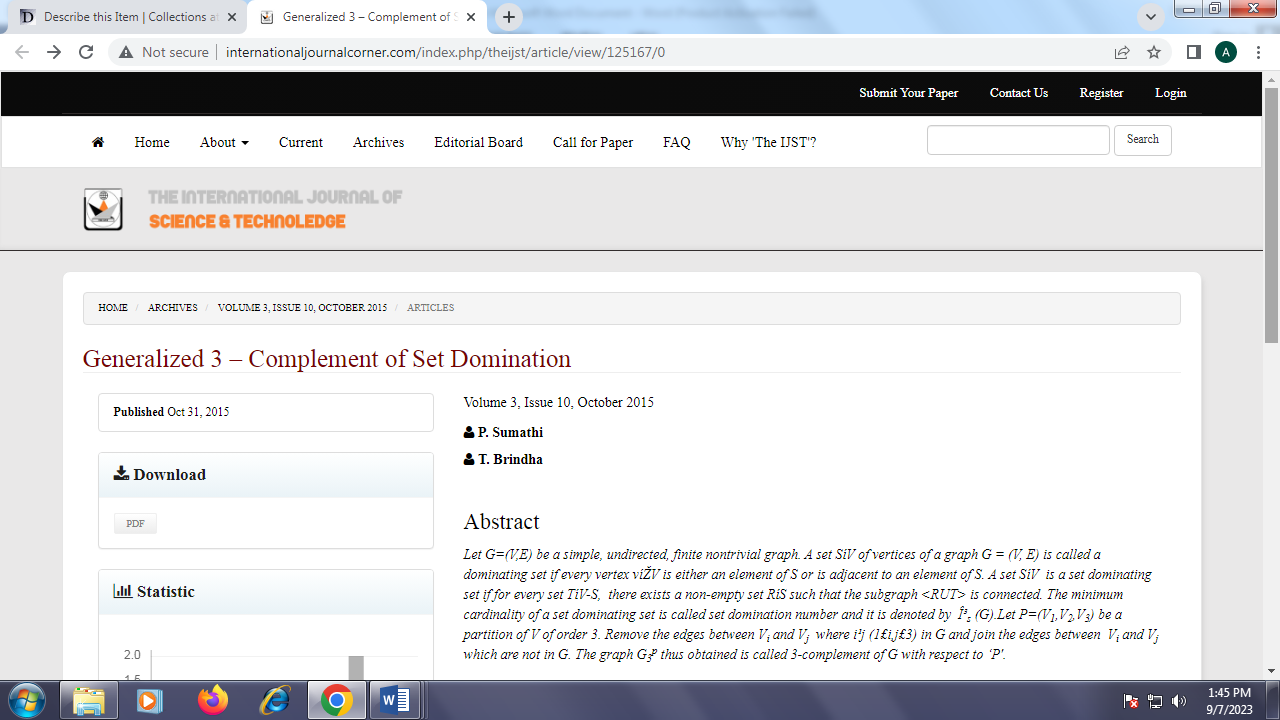 Describe this Item | Collections at
Generalized 3 – Complement of S
Not secure
internationaljournalcorner.com/index.php/theijst/article/view/125167/0
A
Submit Your Paper Contact Us Register Login
Home About Current Archives Editorial Board Call for Paper FAQ Why 'The IJST'? Search
THE INTERNATIONAL JOURNAL OF
SCIENCE & TECHNOLEDGE
HOME / ARCHIVES / VOLUME 3, ISSUE 10, OCTOBER 2015 / ARTICLES
Generalized 3 – Complement of Set Domination
Published Oct 31, 2015
Download
PDF
Statistic
2.0
1.5
Volume 3, Issue 10, October 2015
P. Sumathi
T. Brindha
Abstract
Let G=(V,E) be a simple, undirected, finite nontrivial graph. A set SíV of vertices of a graph G = (V, E) is called a
dominating set if every vertex víŽV is either an element of S or is adjacent to an element of S. A set SíV is a set dominating
set if for every set TíV-S, there exists a non-empty set RíS such that the subgraph <RUT> is connected. The minimum
cardinality of a set dominating set is called set domination number and it is denoted by Î³s (G).Let P=(V1,V2,V3) be a
partition of V of order 3. Remove the edges between Vi and Vj where i¹j (1£i,j£3) in G and join the edges between Vi and Vj
which are not in G. The graph G3P thus obtained is called 3-complement of G with respect to 'P'.
1:45 PM
9/7/2023